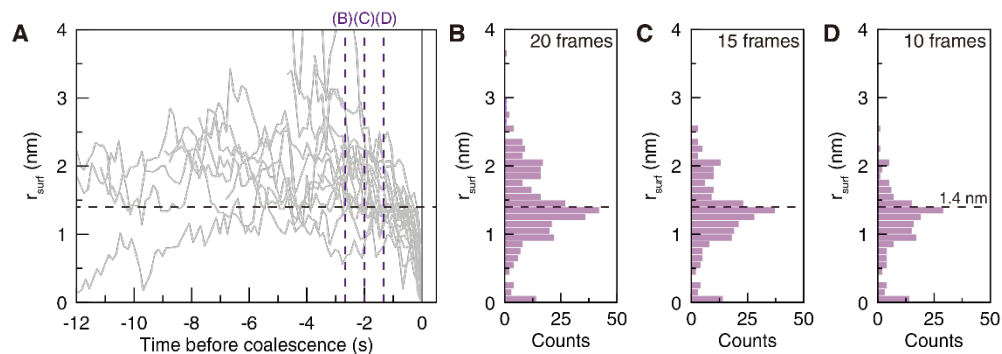 (B)(C)(D)
A
B
C
D
4
3
2
1
0
r_surf (nm)
-12
-10
-8
-6
-4
-2
0
Time before coalescence (s)
20 frames
4
3
2
1
0
r_surf (nm)
0
25
50
Counts
15 frames
4
3
2
1
0
r_surf (nm)
0
25
50
Counts
10 frames
1.4 nm
4
3
2
1
0
r_surf (nm)
0
25
50
Counts